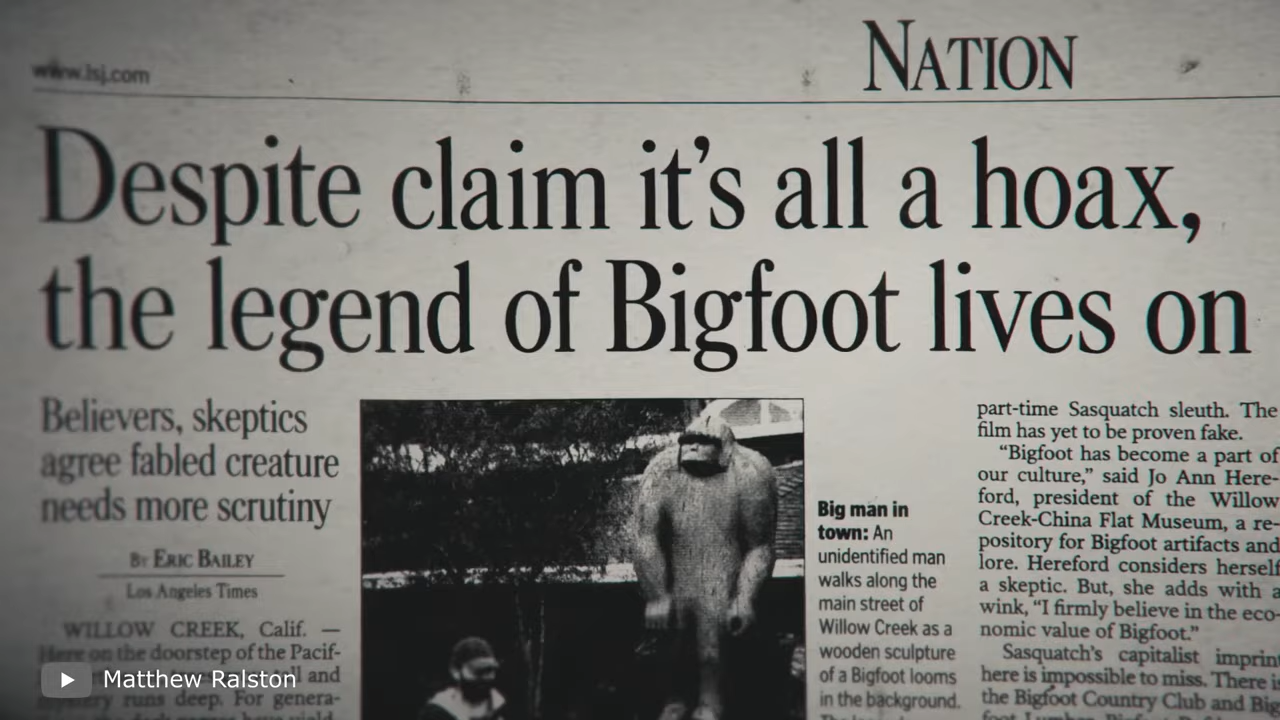 www.lsj.com
NATION
Despite claim it's all a hoax,
the legend of Bigfoot lives on
Believers, skeptics
agree fabled creature
needs more scrutiny
BY ERIC BAILEY
Los Angeles Times
WILLOW CREEK, Calif. —
Here on the doorstep of the Pacif-
all and
mystery runs deep. For genera-
Big man in
town: An
unidentified man
walks along the
main street of
Willow Creek as a
wooden sculpture
of a Bigfoot looms
in the background.
part-time Sasquatch sleuth. The
film has yet to be proven fake.
"Bigfoot has become a part of
our culture," said Jo Ann Here-
ford, president of the Willow
Creek-China Flat Museum, a re-
pository for Bigfoot artifacts and
lore. Hereford considers herself
a skeptic. But, she adds with a
wink, "I firmly believe in the eco-
nomic value of Bigfoot."
Sasquatch's capitalist imprint
here is impossible to miss. There is
the Bigfoot Country Club and Big-
Matthew Ralston